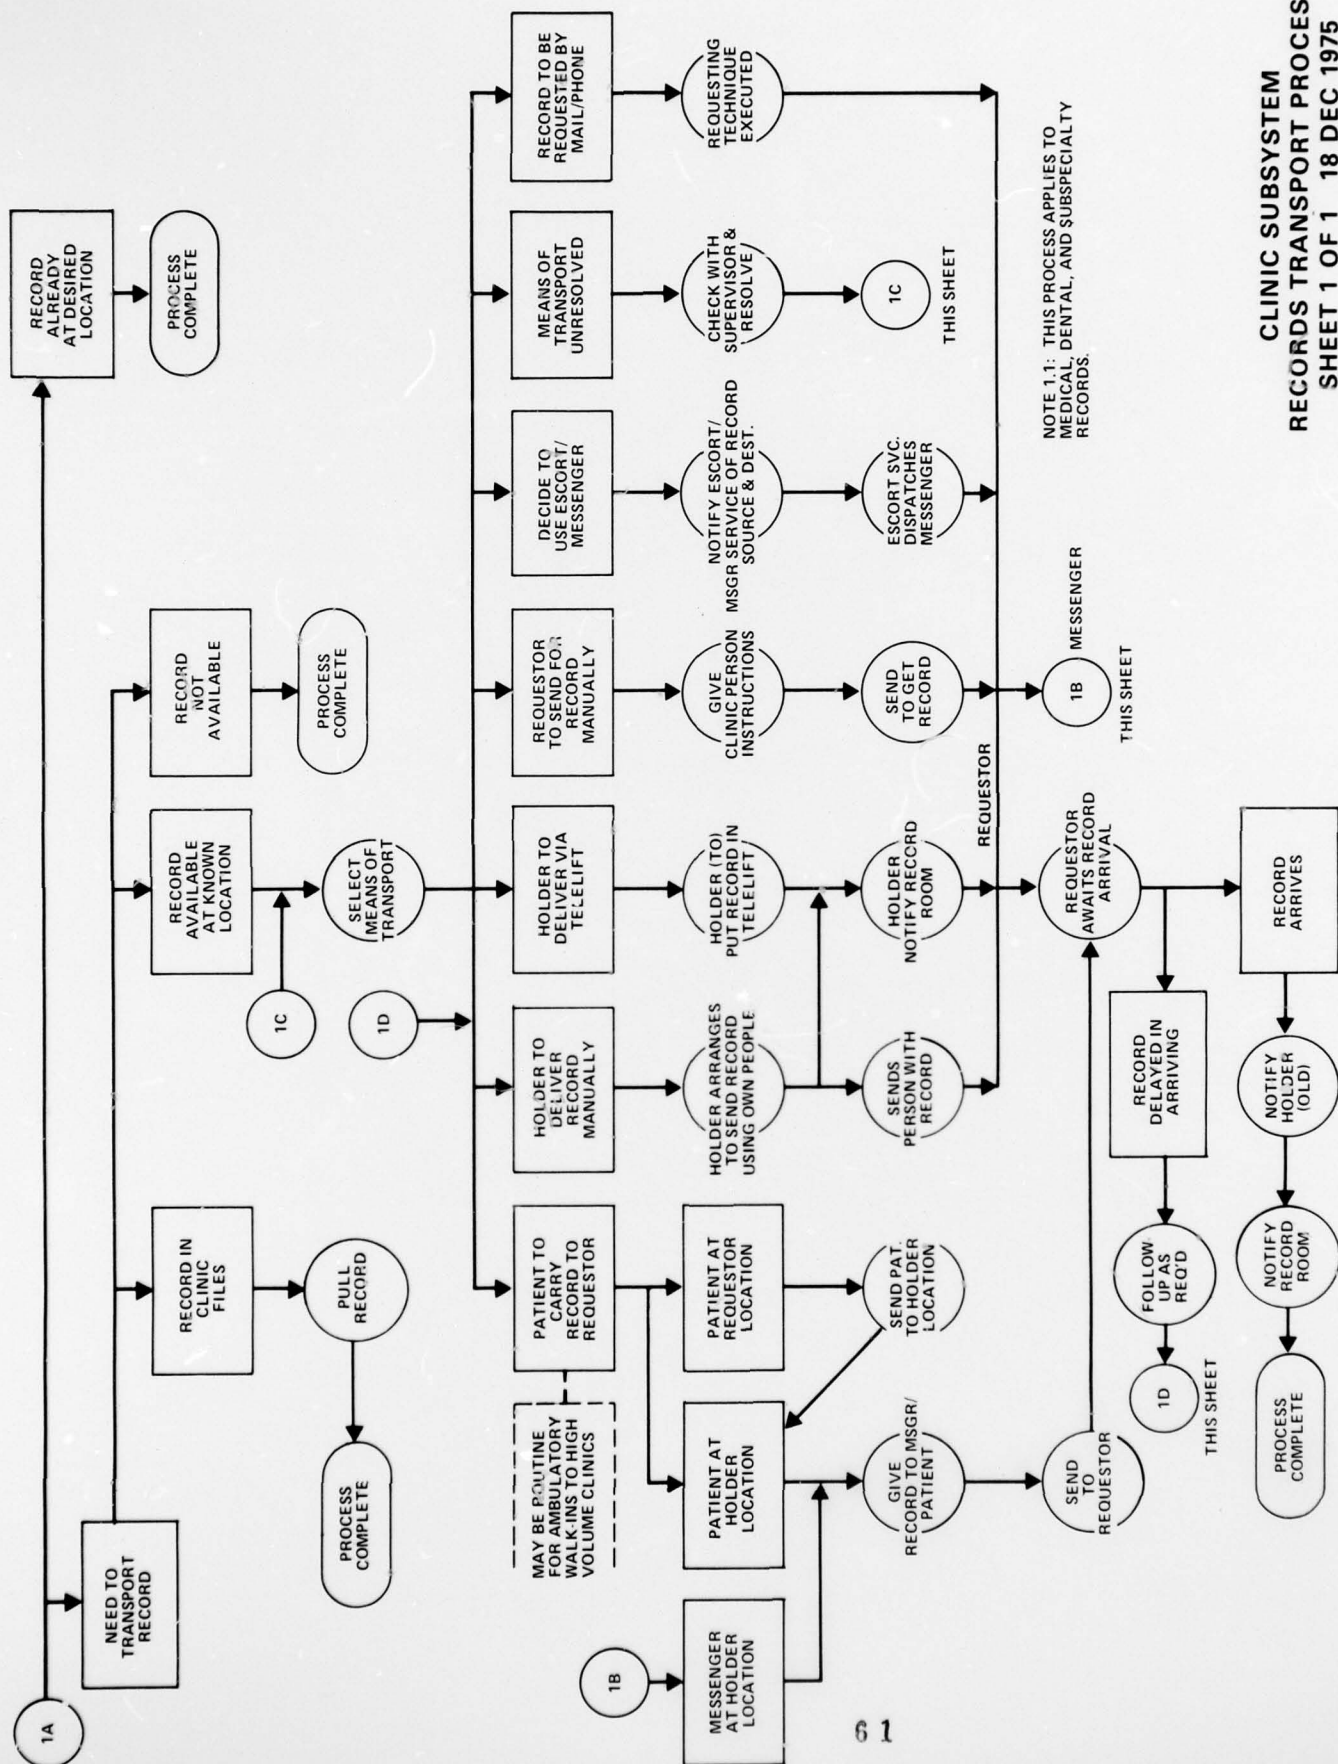 1A
NEED TO
TRANSPORT
RECORD
RECORD
ALREADY
AT DESIRED
LOCATION
PROCESS
COMPLETE
RECORD IN
CLINIC
FILES
PULL
RECORD
PROCESS
COMPLETE
RECORD
AVAILABLE
AT KNOWN
LOCATION
RECORD
NOT
AVAILABLE
PROCESS
COMPLETE
1C
SELECT
MEANS OF
TRANSPORT
1D
MAY BE ROUTINE
FOR AMBULATORY
WALK-INS TO HIGH
VOLUME CLINICS
PATIENT TO
CARRY
RECORD TO
REQUESTOR
HOLDER TO
DELIVER
RECORD
MANUALLY
HOLDER TO
DELIVER VIA
TELELIFT
REQUESTOR
TO SEND FOR
RECORD
MANUALLY
DECIDE TO
USE ESCORT/
MESSENGER
MEANS OF
TRANSPORT
UNRESOLVED
RECORD TO BE
REQUESTED BY
MAIL/PHONE
1B
MESSENGER
AT HOLDER
LOCATION
PATIENT AT
HOLDER
LOCATION
PATIENT AT
REQUESTOR
LOCATION
HOLDER ARRANGES
TO SEND RECORD
USING OWN PEOPLE
HOLDER (TO)
PUT RECORD IN
TELELIFT
GIVE
CLINIC PERSON
INSTRUCTIONS
NOTIFY ESCORT/
MSGR SERVICE OF RECORD
SOURCE & DEST.
CHECK WITH
SUPERVISOR &
RESOLVE
REQUESTING
TECHNIQUE
EXECUTED
GIVE
RECORD TO MSGR/
PATIENT
SEND PAT.
TO HOLDER
LOCATION
SENDS
PERSON WITH
RECORD
HOLDER
NOTIFY RECORD
ROOM
SEND
TO GET
RECORD
ESCORT SVC.
DISPATCHES
MESSENGER
1C
THIS SHEET
REQUESTOR
SEND
TO
REQUESTOR
REQUESTOR
AWAITS RECORD
ARRIVAL
1B
MESSENGER
THIS SHEET
NOTE 1.1: THIS PROCESS APPLIES TO
MEDICAL, DENTAL, AND SUBSPECIALTY
RECORDS.
1D
THIS SHEET
FOLLOW
UP AS
REQ'D
RECORD
DELAYED IN
ARRIVING
PROCESS
COMPLETE
NOTIFY
RECORD
ROOM
NOTIFY
HOLDER
(OLD)
RECORD
ARRIVES
CLINIC SUBSYSTEM
RECORDS TRANSPORT PROCES
SHEET 1 OF 1 18 DEC 1975
61